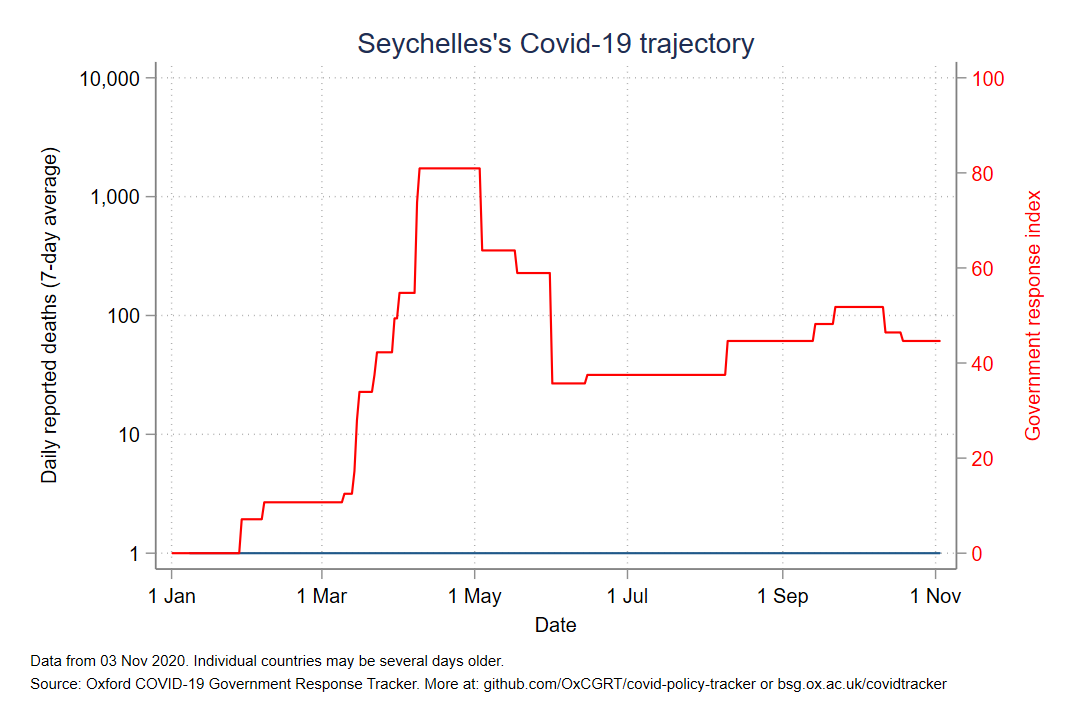 Seychelles's Covid-19 trajectory
10,000
1,000
100
10
1
Daily reported deaths (7-day average)
100
80
60
40
20
0
Government response index
1 Jan
1 Mar
1 May
1 Jul
1 Sep
1 Nov
Date
Data from 03 Nov 2020. Individual countries may be several days older.
Source: Oxford COVID-19 Government Response Tracker. More at: github.com/OxCGRT/covid-policy-tracker or bsg.ox.ac.uk/covidtracker